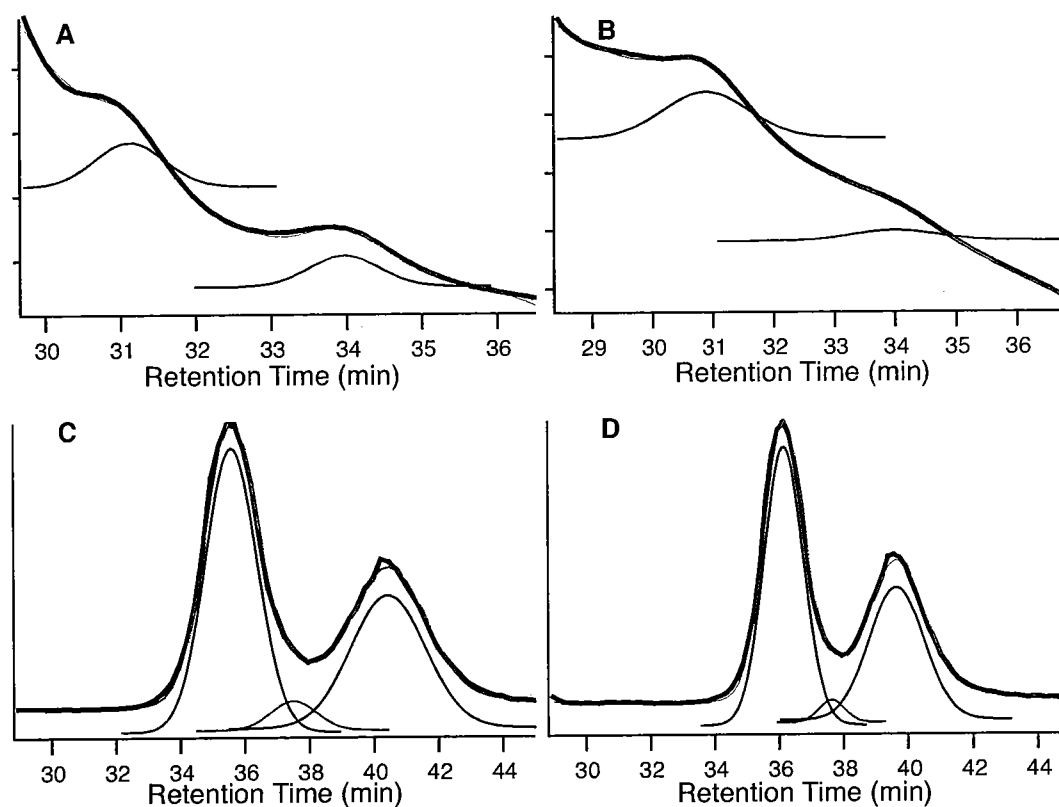 A
B
30 31 32 33 34 35 36
29 30 31 32 33 34 35 36
Retention Time (min)
Retention Time (min)
C
D
30 32 34 36 38 40 42 44
30 32 34 36 38 40 42 44
Retention Time (min)
Retention Time (min)